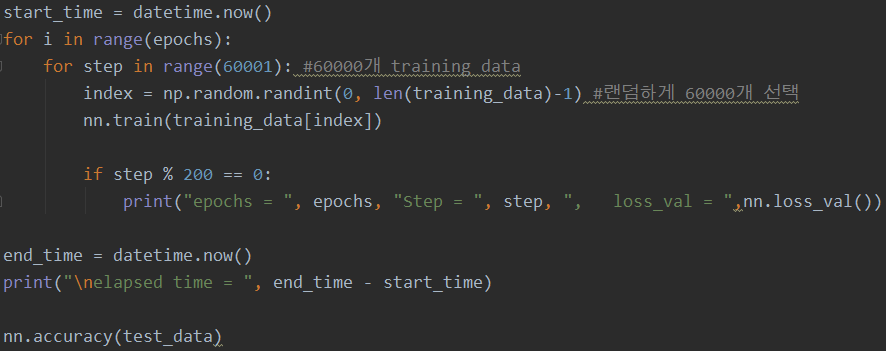 start_time = datetime.now()
for i in range(epochs):
    for step in range(60001): #60000개 training data
        index = np.random.randint(0, len(training_data)-1) #랜덤하게 60000개 선택
        nn.train(training_data[index])
        if step % 200 == 0:
            print("epochs = ", epochs, "Step = ", step, ",   loss_val = ",nn.loss_val())
end_time = datetime.now()
print("\nelapsed time = ", end_time - start_time)
nn.accuracy(test_data)